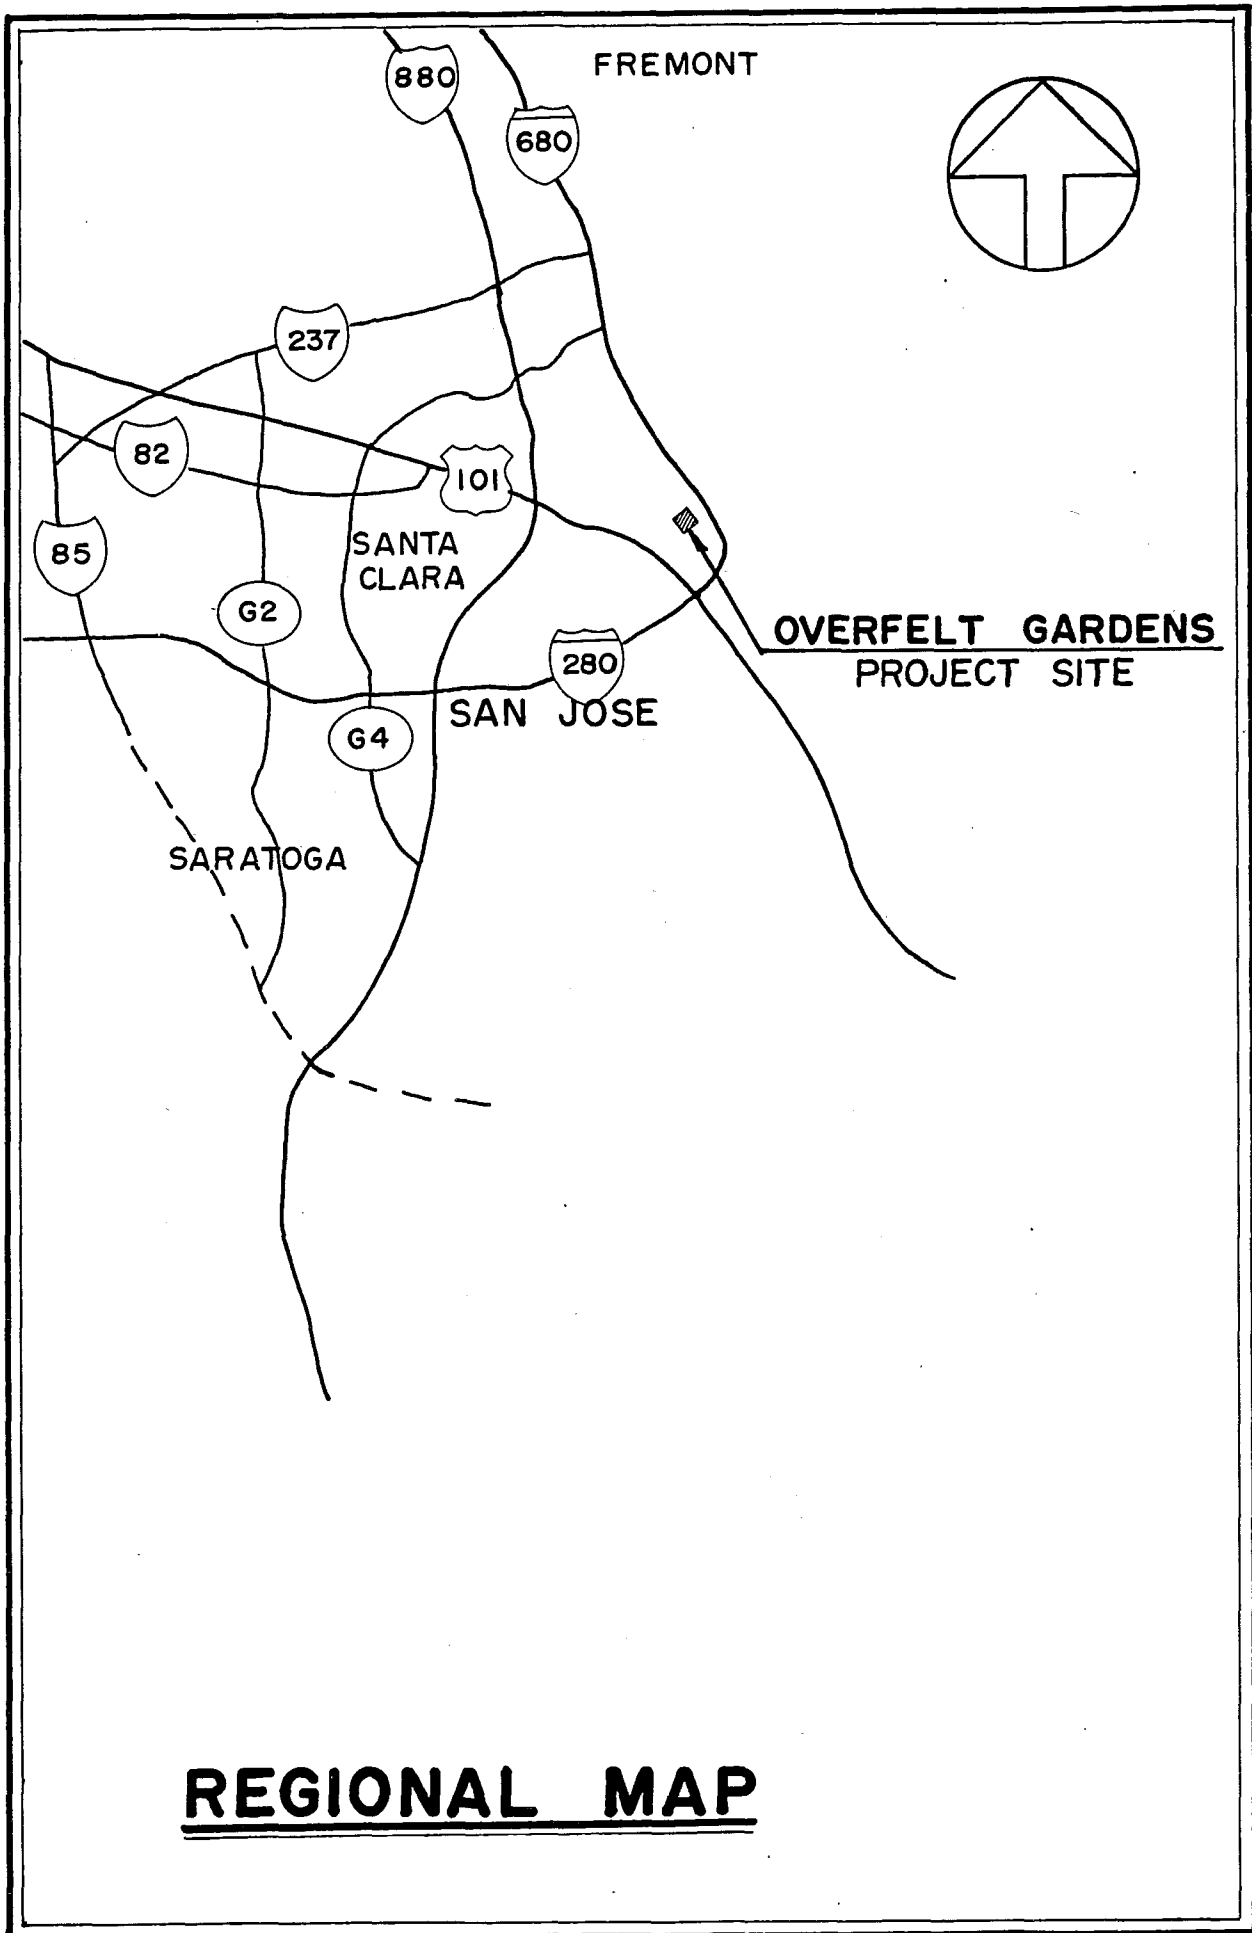 880
FREMONT
680
237
82
101
85
SANTA
CLARA
G2
OVERFELT GARDENS
PROJECT SITE
280
SAN JOSE
G4
SARATOGA
REGIONAL MAP